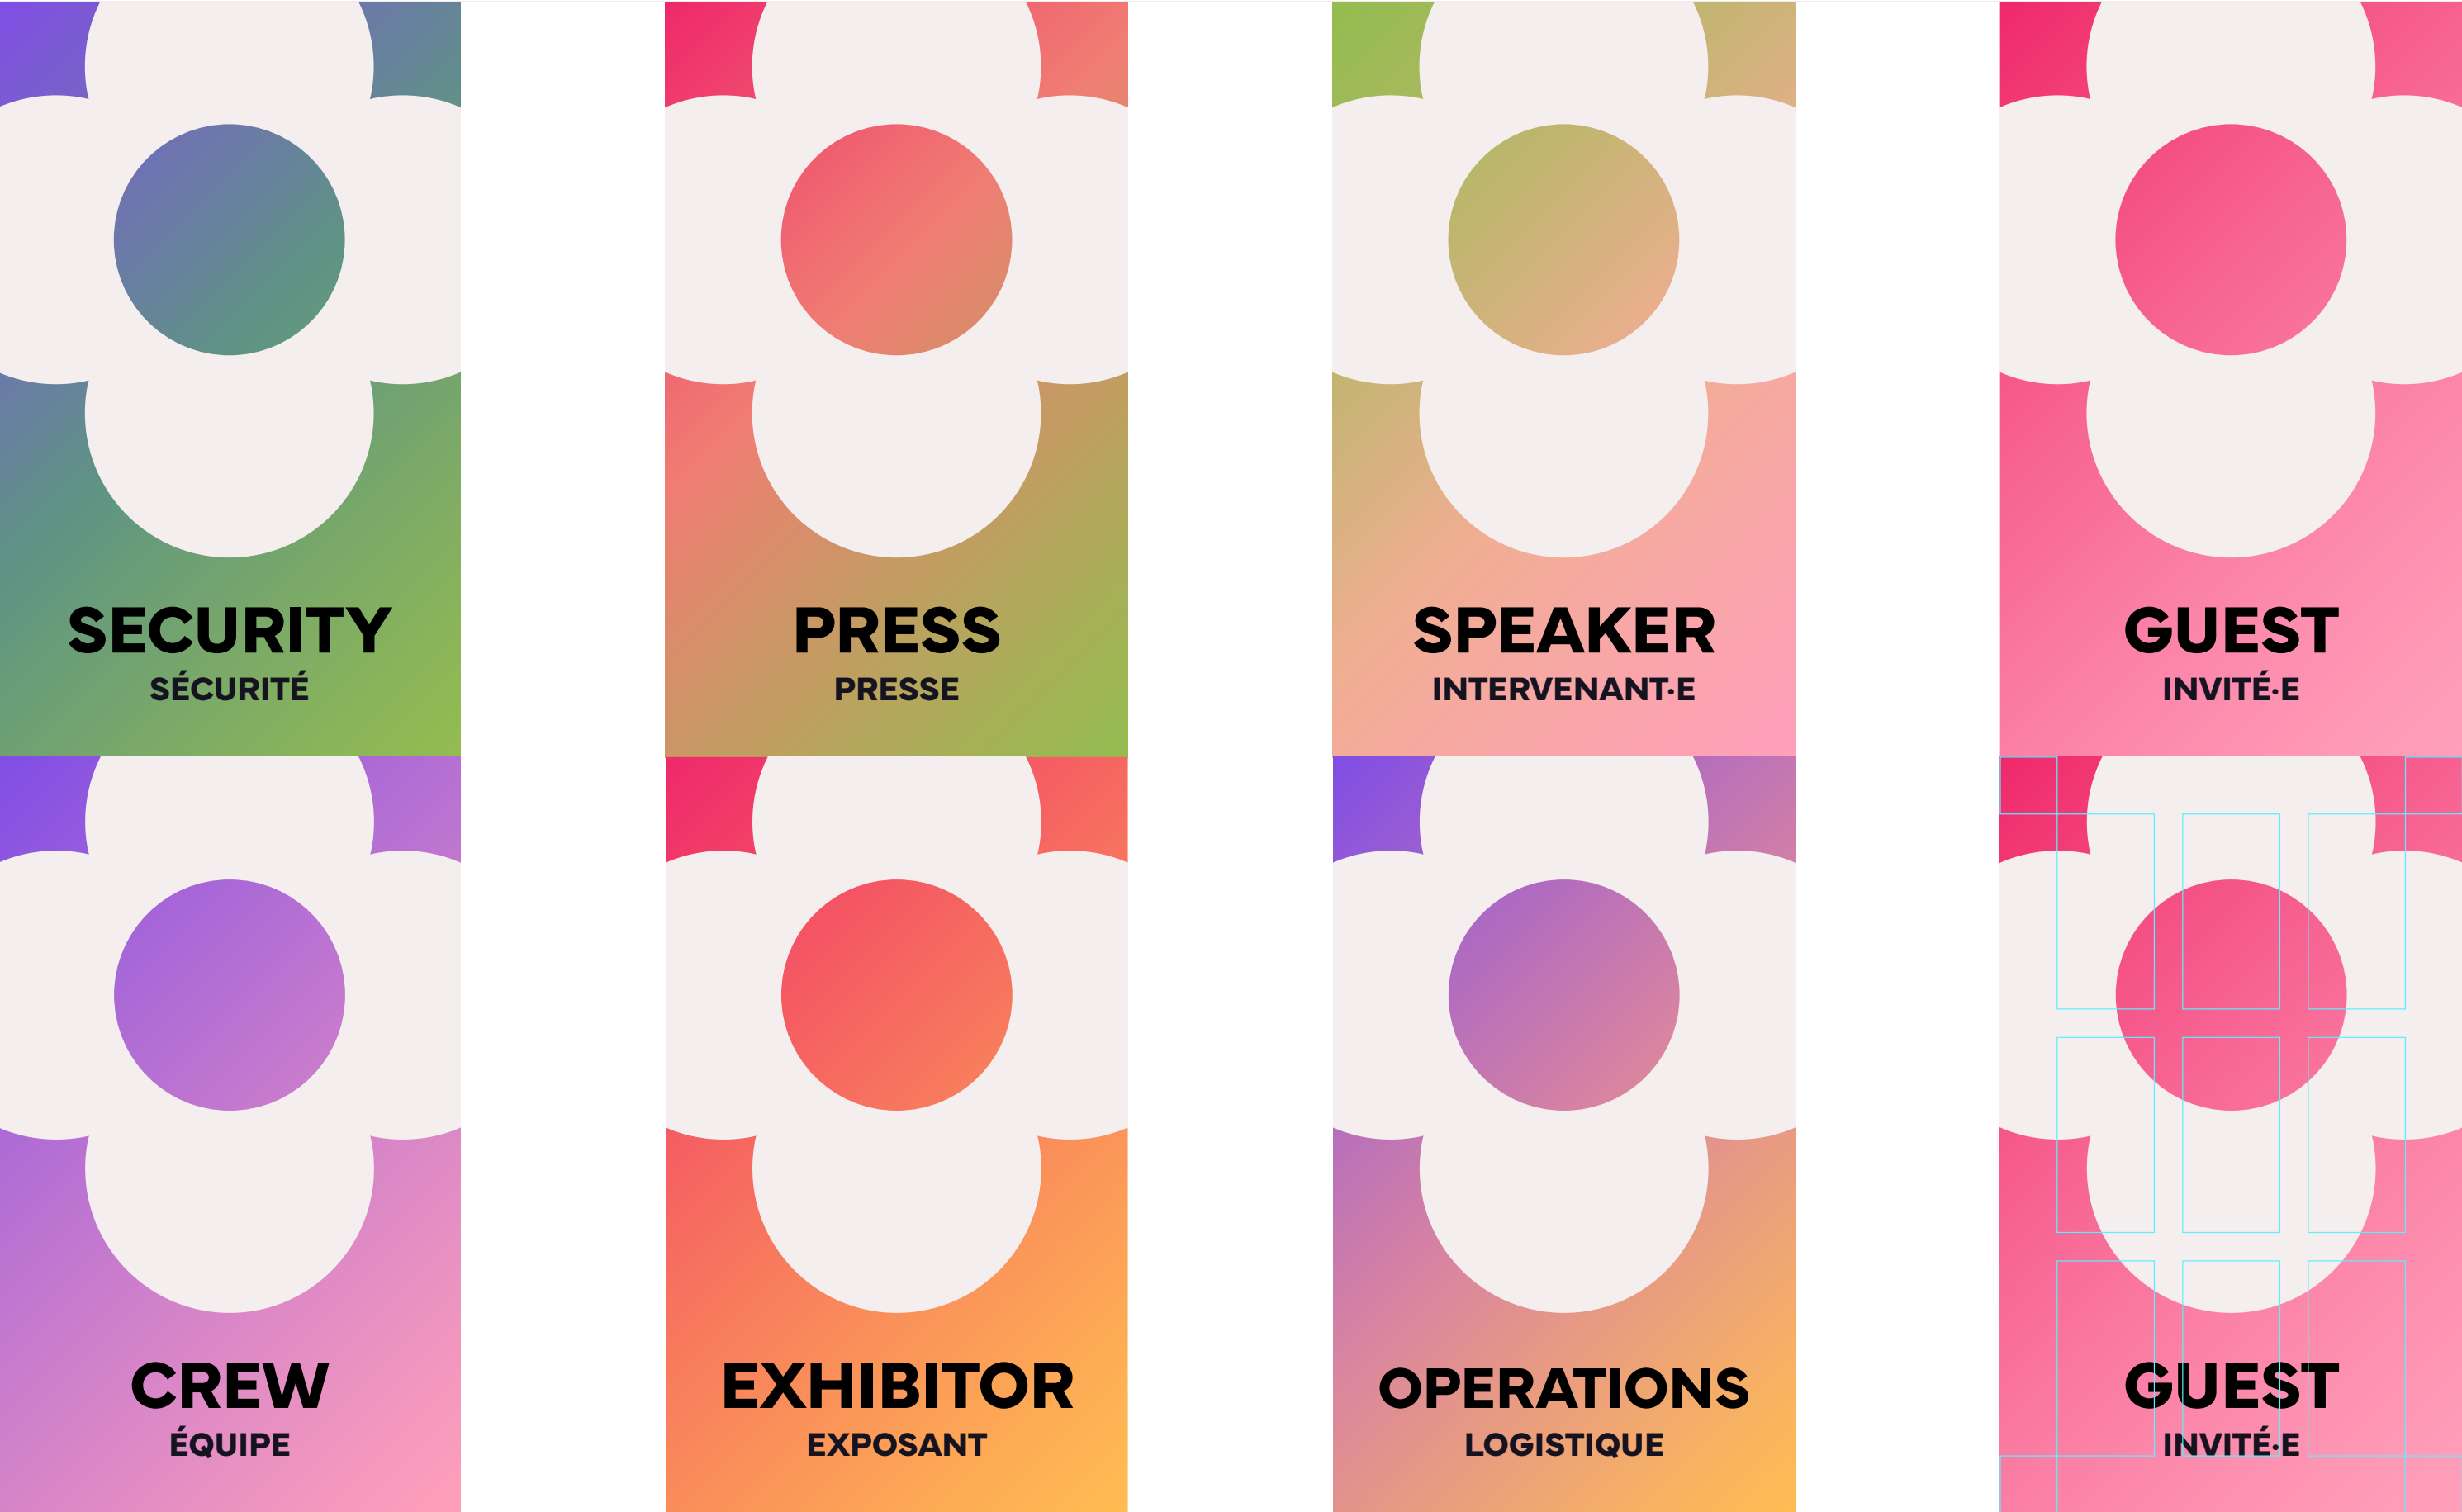 SECURITY
SÉCURITÉ
PRESS
PRESSE
SPEAKER
INTERVENANT·E
GUEST
INVITÉ·E
CREW
ÉQUIPE
EXHIBITOR
EXPOSANT
OPERATIONS
LOGISTIQUE
GUEST
INVITÉ·E